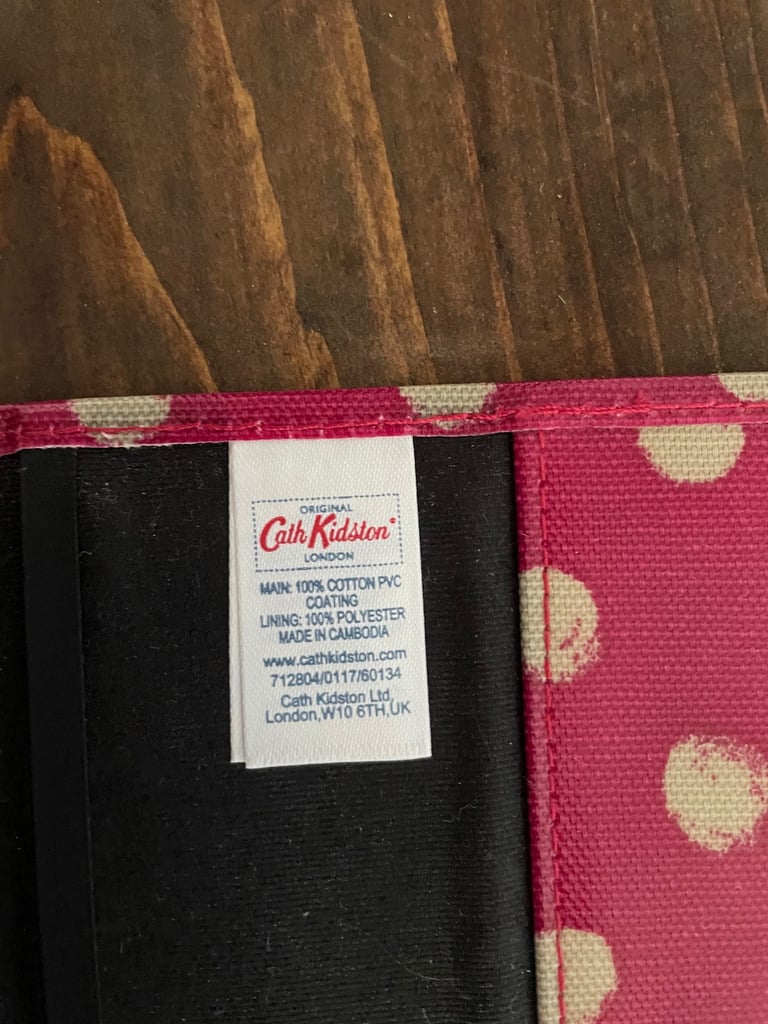 ORIGINAL
Cath Kidston®
LONDON
MAIN: 100% COTTON PVC
COATING
LINING: 100% POLYESTER
MADE IN CAMBODIA
www.cathkidston.com
712804/0117/60134
Cath Kidston Ltd,
London,W10 6TH,UK